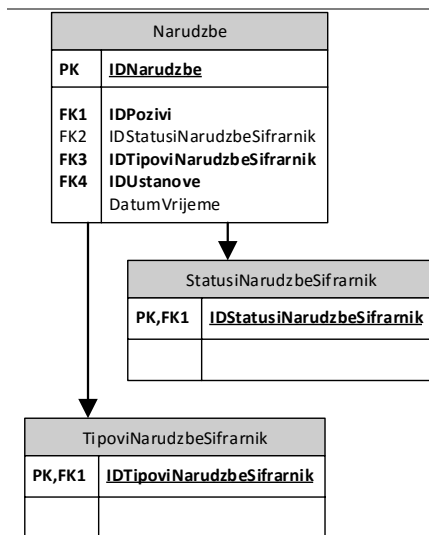 Narudzbe
PK IDNarudzbe
FK1 IDPozivi
FK2 IDStatusiNarudzbeSifrarnik
FK3 IDTipoviNarudzbeSifrarnik
FK4 IDUstanove
DatumVrijeme
StatusiNarudzbeSifrarnik
PK,FK1 IDStatusiNarudzbeSifrarnik
TipoviNarudzbeSifrarnik
PK,FK1 IDTipoviNarudzbeSifrarnik